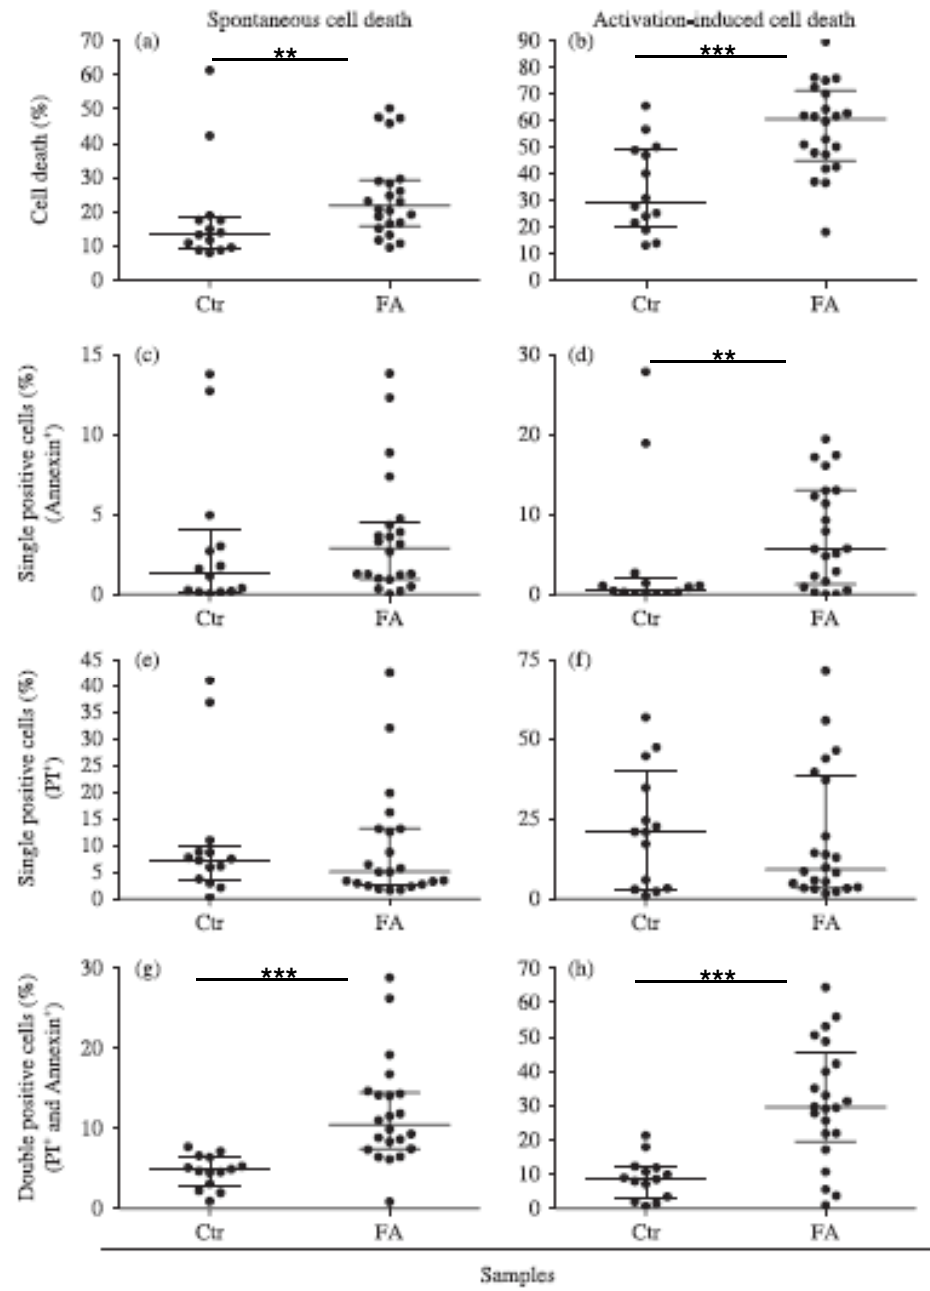 Spontaneous cell death
Activation-induced cell death
(a)
**
70
60
50
40
30
20
10
0
Cell death (%)
Ctr
FA
(b)
***
90
80
70
60
50
40
30
20
10
0
Ctr
FA
(c)
15
10
5
0
Single positive cells (%)
(Annexin⁺)
Ctr
FA
(d)
**
30
20
10
0
Ctr
FA
(e)
45
40
35
30
25
20
15
10
5
0
Single positive cells (%)
(PI⁺)
Ctr
FA
(f)
75
50
25
0
Ctr
FA
(g)
***
30
20
10
0
Double positive cells (%)
(PI⁺ and Annexin⁺)
Ctr
FA
(h)
***
70
60
50
40
30
20
10
0
Ctr
FA
Samples